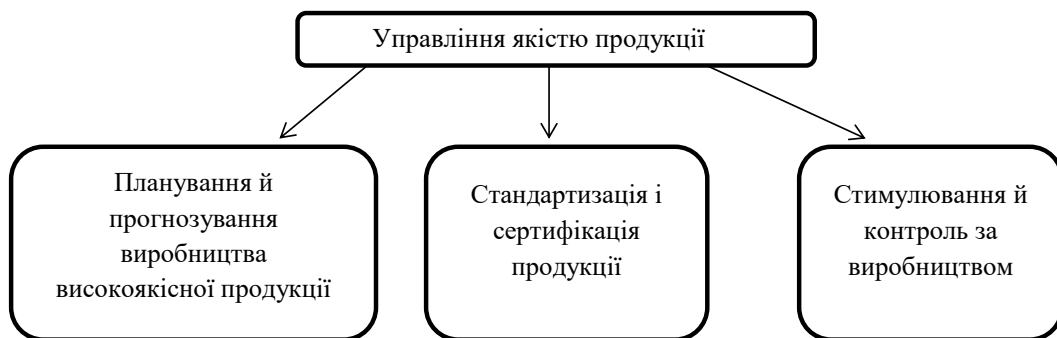 Управління якістю продукції
Планування й
прогнозування
виробництва
високоякісної продукції
Стандартизація і
сертифікація
продукції
Стимулювання й
контроль за
виробництвом